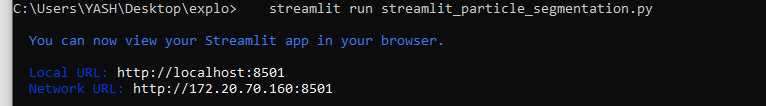 C:\Users\YASH\Desktop\explo>    streamlit run streamlit_particle_segmentation.py
You can now view your Streamlit app in your browser.
Local URL: http://localhost:8501
Network URL: http://172.20.70.160:8501